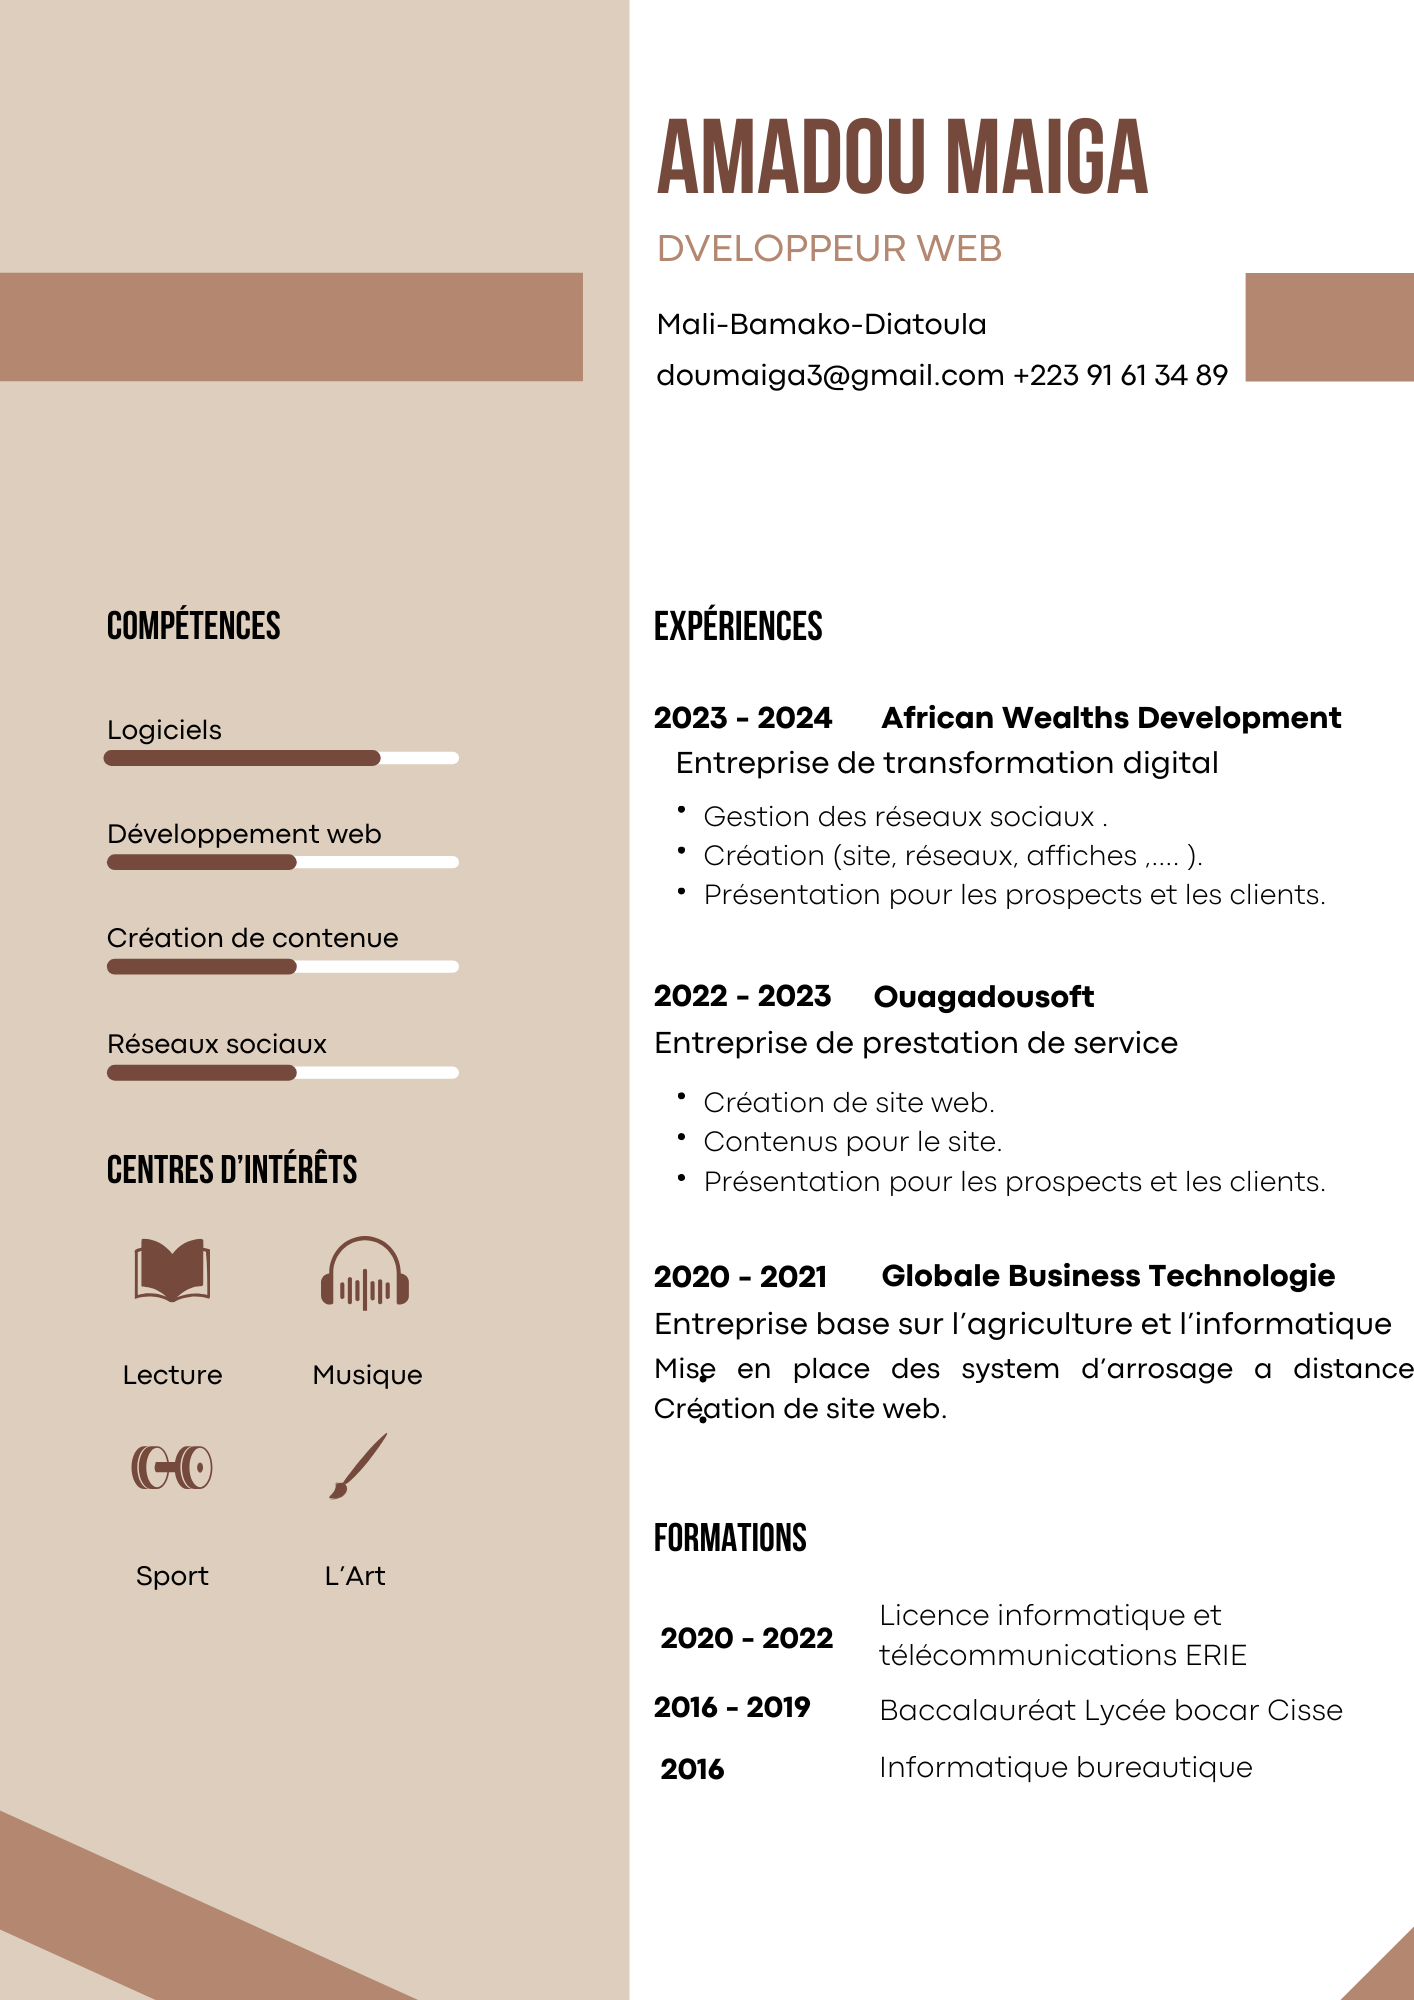 AMADOU MAIGA
DVELOPPEUR WEB
Mali-Bamako-Diatoula
doumaiga3@gmail.com +223 91 61 34 89
COMPÉTENCES
Logiciels
Développement web
Création de contenue
Réseaux sociaux
CENTRES D’INTÉRÊTS
Lecture Musique
Sport L’Art
EXPÉRIENCES
2023 - 2024 African Wealths Development
Entreprise de transformation digital
• Gestion des réseaux sociaux .
• Création (site, réseaux, affiches ,.... ).
• Présentation pour les prospects et les clients.
2022 - 2023 Ouagadousoft
Entreprise de prestation de service
• Création de site web.
• Contenus pour le site.
• Présentation pour les prospects et les clients.
2020 - 2021 Globale Business Technologie
Entreprise base sur l’agriculture et l’informatique
Mise en place des system d’arrosage a distance
Création de site web.
FORMATIONS
2020 - 2022 Licence informatique et
télécommunications ERIE
2016 - 2019 Baccalauréat Lycée bocar Cisse
2016 Informatique bureautique